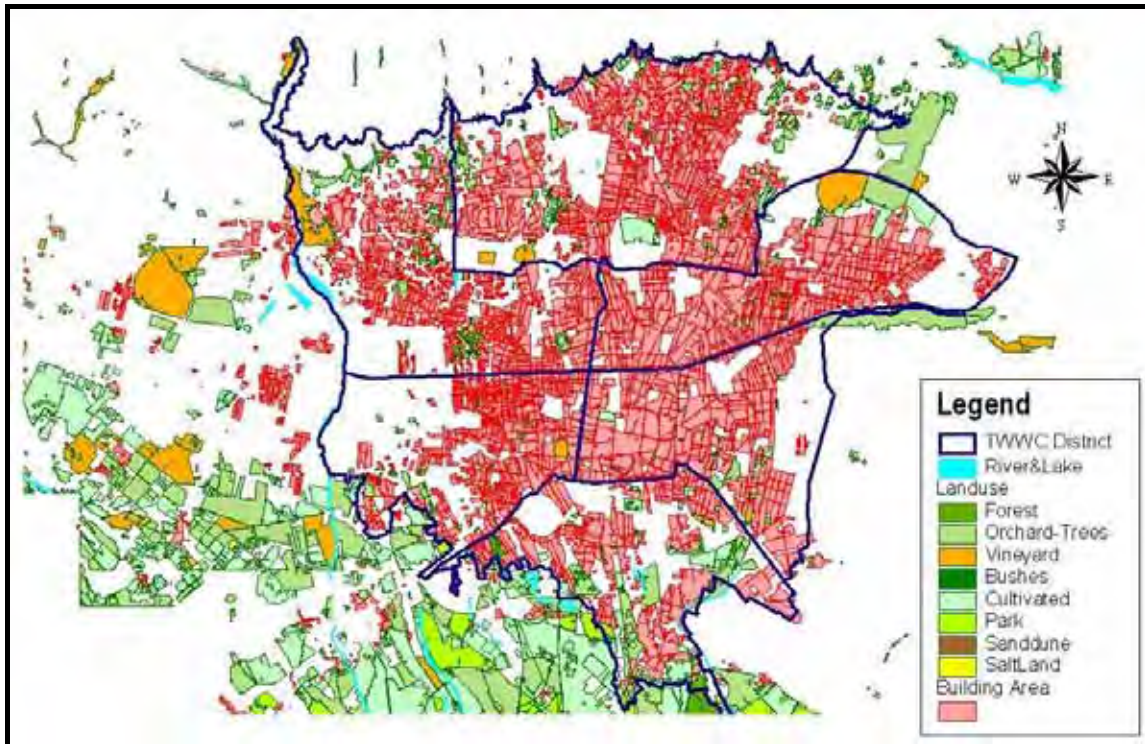 N
W E
S
Legend
TWWC District
River&Lake
Landuse
Forest
Orchard-Trees
Vineyard
Bushes
Cultivated
Park
Sanddune
SaltLand
Building Area